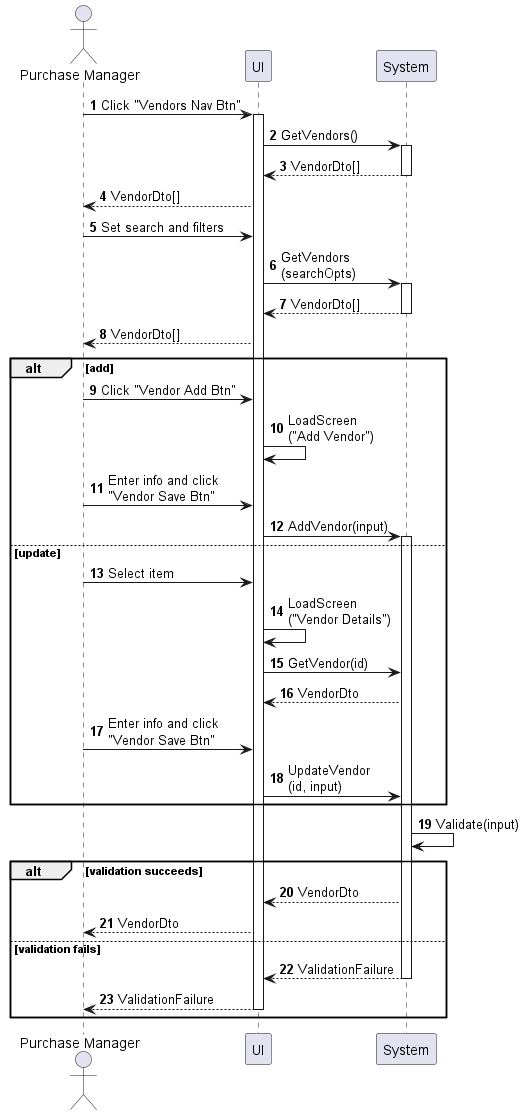 Purchase Manager
UI
System
1 Click "Vendors Nav Btn"
2 GetVendors()
3 VendorDto[]
4 VendorDto[]
5 Set search and filters
6 GetVendors
(searchOpts)
7 VendorDto[]
8 VendorDto[]
alt [add]
9 Click "Vendor Add Btn"
10 LoadScreen
("Add Vendor")
11 Enter info and click
"Vendor Save Btn"
12 AddVendor(input)
[update]
13 Select item
14 LoadScreen
("Vendor Details")
15 GetVendor(id)
16 VendorDto
17 Enter info and click
"Vendor Save Btn"
18 UpdateVendor
(id, input)
19 Validate(input)
alt [validation succeeds]
20 VendorDto
21 VendorDto
[validation fails]
22 ValidationFailure
23 ValidationFailure
Purchase Manager
UI
System